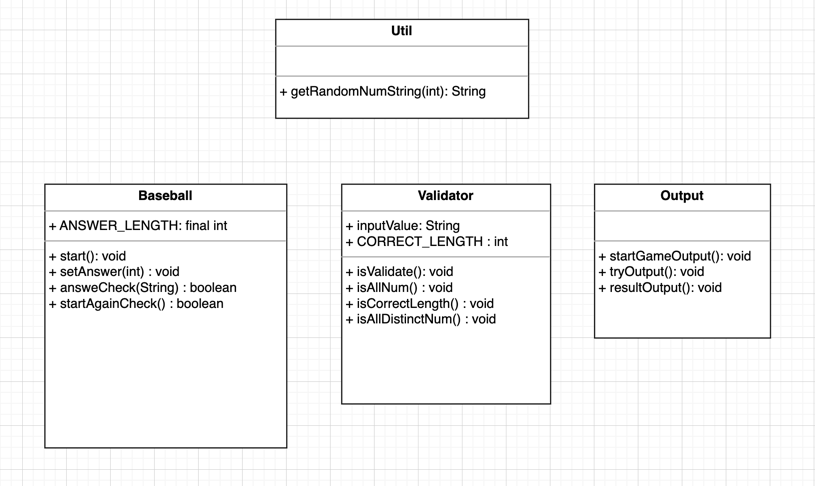 Util
+ getRandomNumString(int): String
Baseball
+ ANSWER_LENGTH: final int
+ start(): void
+ setAnswer(int) : void
+ answeCheck(String) : boolean
+ startAgainCheck() : boolean
Validator
+ inputValue: String
+ CORRECT_LENGTH : int
+ isValidate(): void
+ isAllNum() : void
+ isCorrectLength() : void
+ isAllDistinctNum() : void
Output
+ startGameOutput(): void
+ tryOutput(): void
+ resultOutput(): void